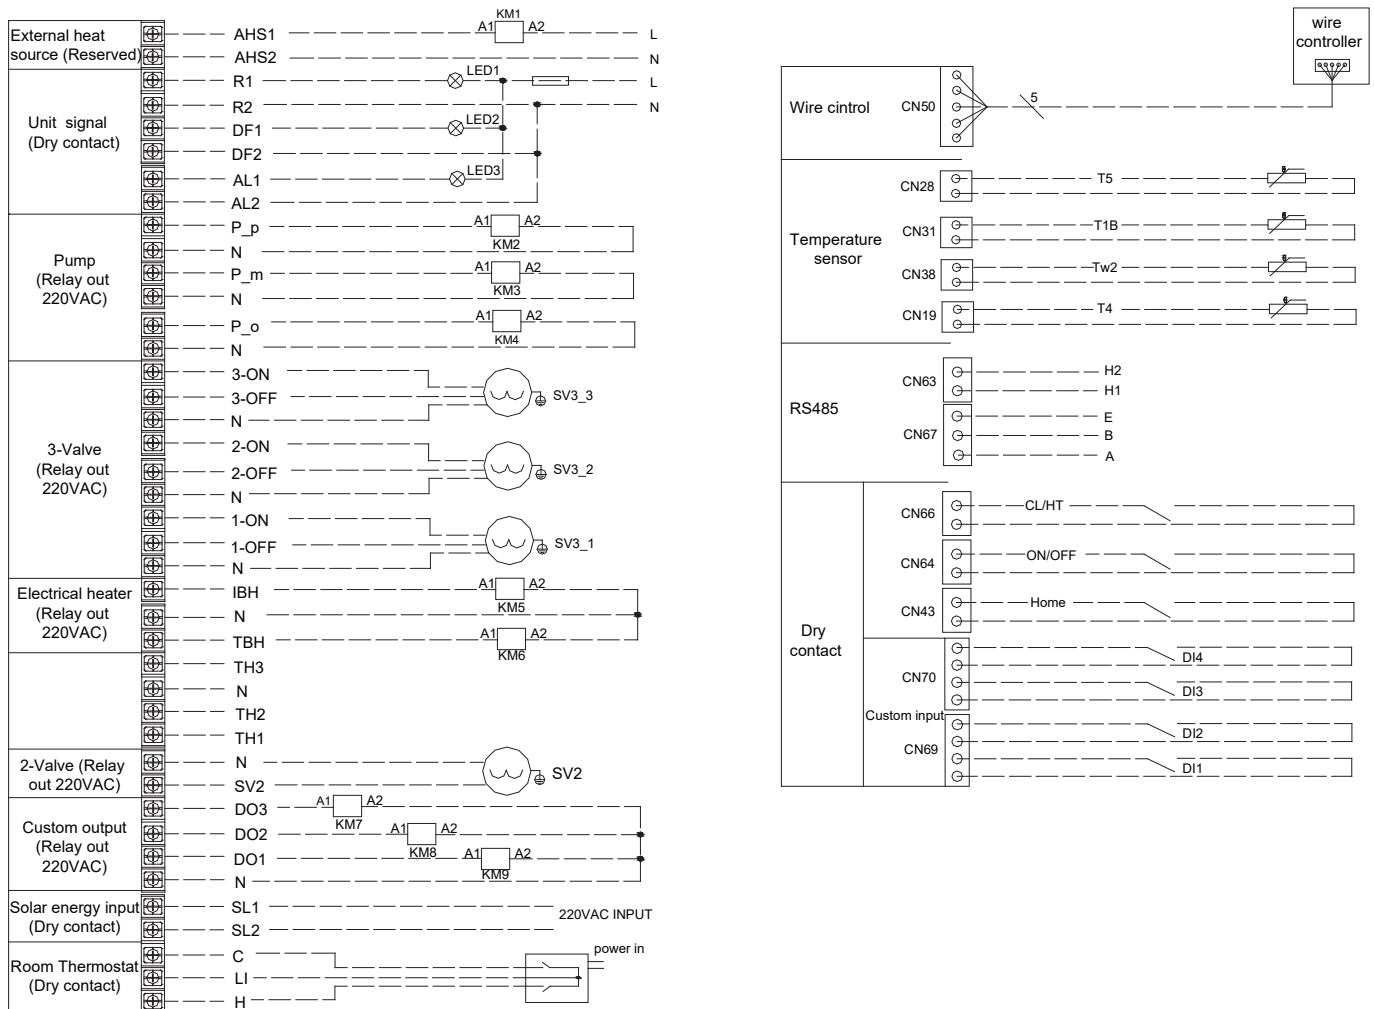 External heat
source (Reserved)
AHS1
A1
KM1
A2
L
AHS2
N
Unit signal
(Dry contact)
R1
LED1
L
R2
N
DF1
LED2
DF2
AL1
LED3
AL2
Pump
(Relay out
220VAC)
P_p
A1
A2
KM2
N
P_m
A1
A2
KM3
N
P_o
A1
A2
KM4
N
3-Valve
(Relay out
220VAC)
3-ON
3-OFF
SV3_3
N
2-ON
2-OFF
SV3_2
N
1-ON
1-OFF
SV3_1
N
Electrical heater
(Relay out
220VAC)
IBH
A1
A2
KM5
N
TBH
A1
A2
KM6
TH3
N
TH2
TH1
2-Valve (Relay
out 220VAC)
N
SV2
SV2
Custom output
(Relay out
220VAC)
DO3
A1
A2
KM7
DO2
A1
A2
KM8
DO1
A1
A2
KM9
N
Solar energy input
(Dry contact)
SL1
SL2
220VAC INPUT
Room Thermostat
(Dry contact)
C
LI
H
power in
wire
controller
Wire cintrol
CN50
5
Temperature
sensor
CN28
T5
CN31
T1B
CN38
Tw2
CN19
T4
RS485
CN63
H2
H1
CN67
E
B
A
Dry
contact
CN66
CL/HT
CN64
ON/OFF
CN43
Home
CN70
DI4
DI3
Custom input
CN69
DI2
DI1